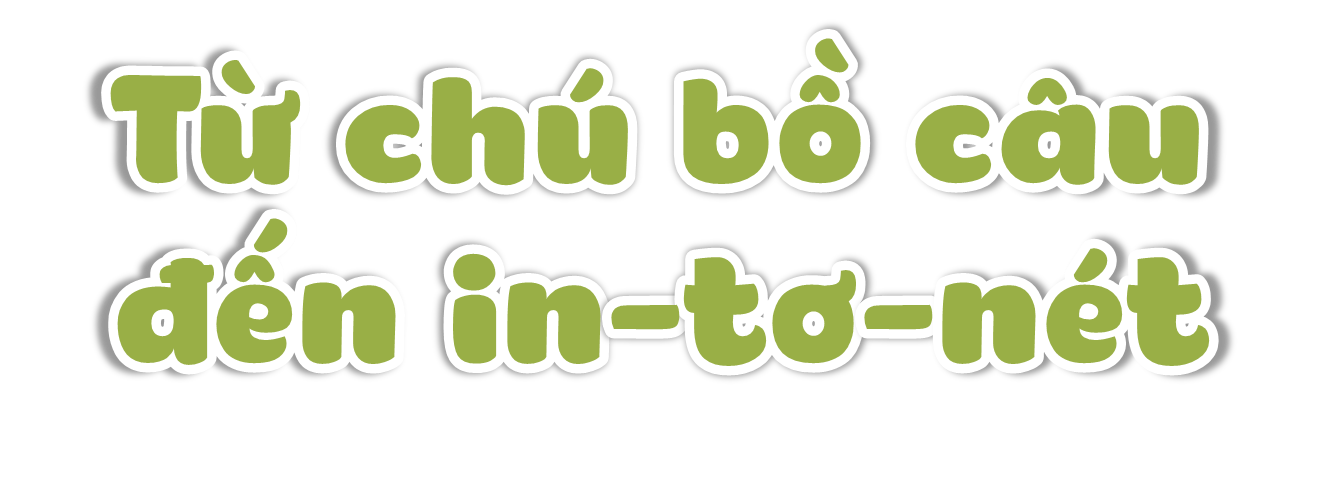 Từ chú bồ câu
đến in-tơ-nét